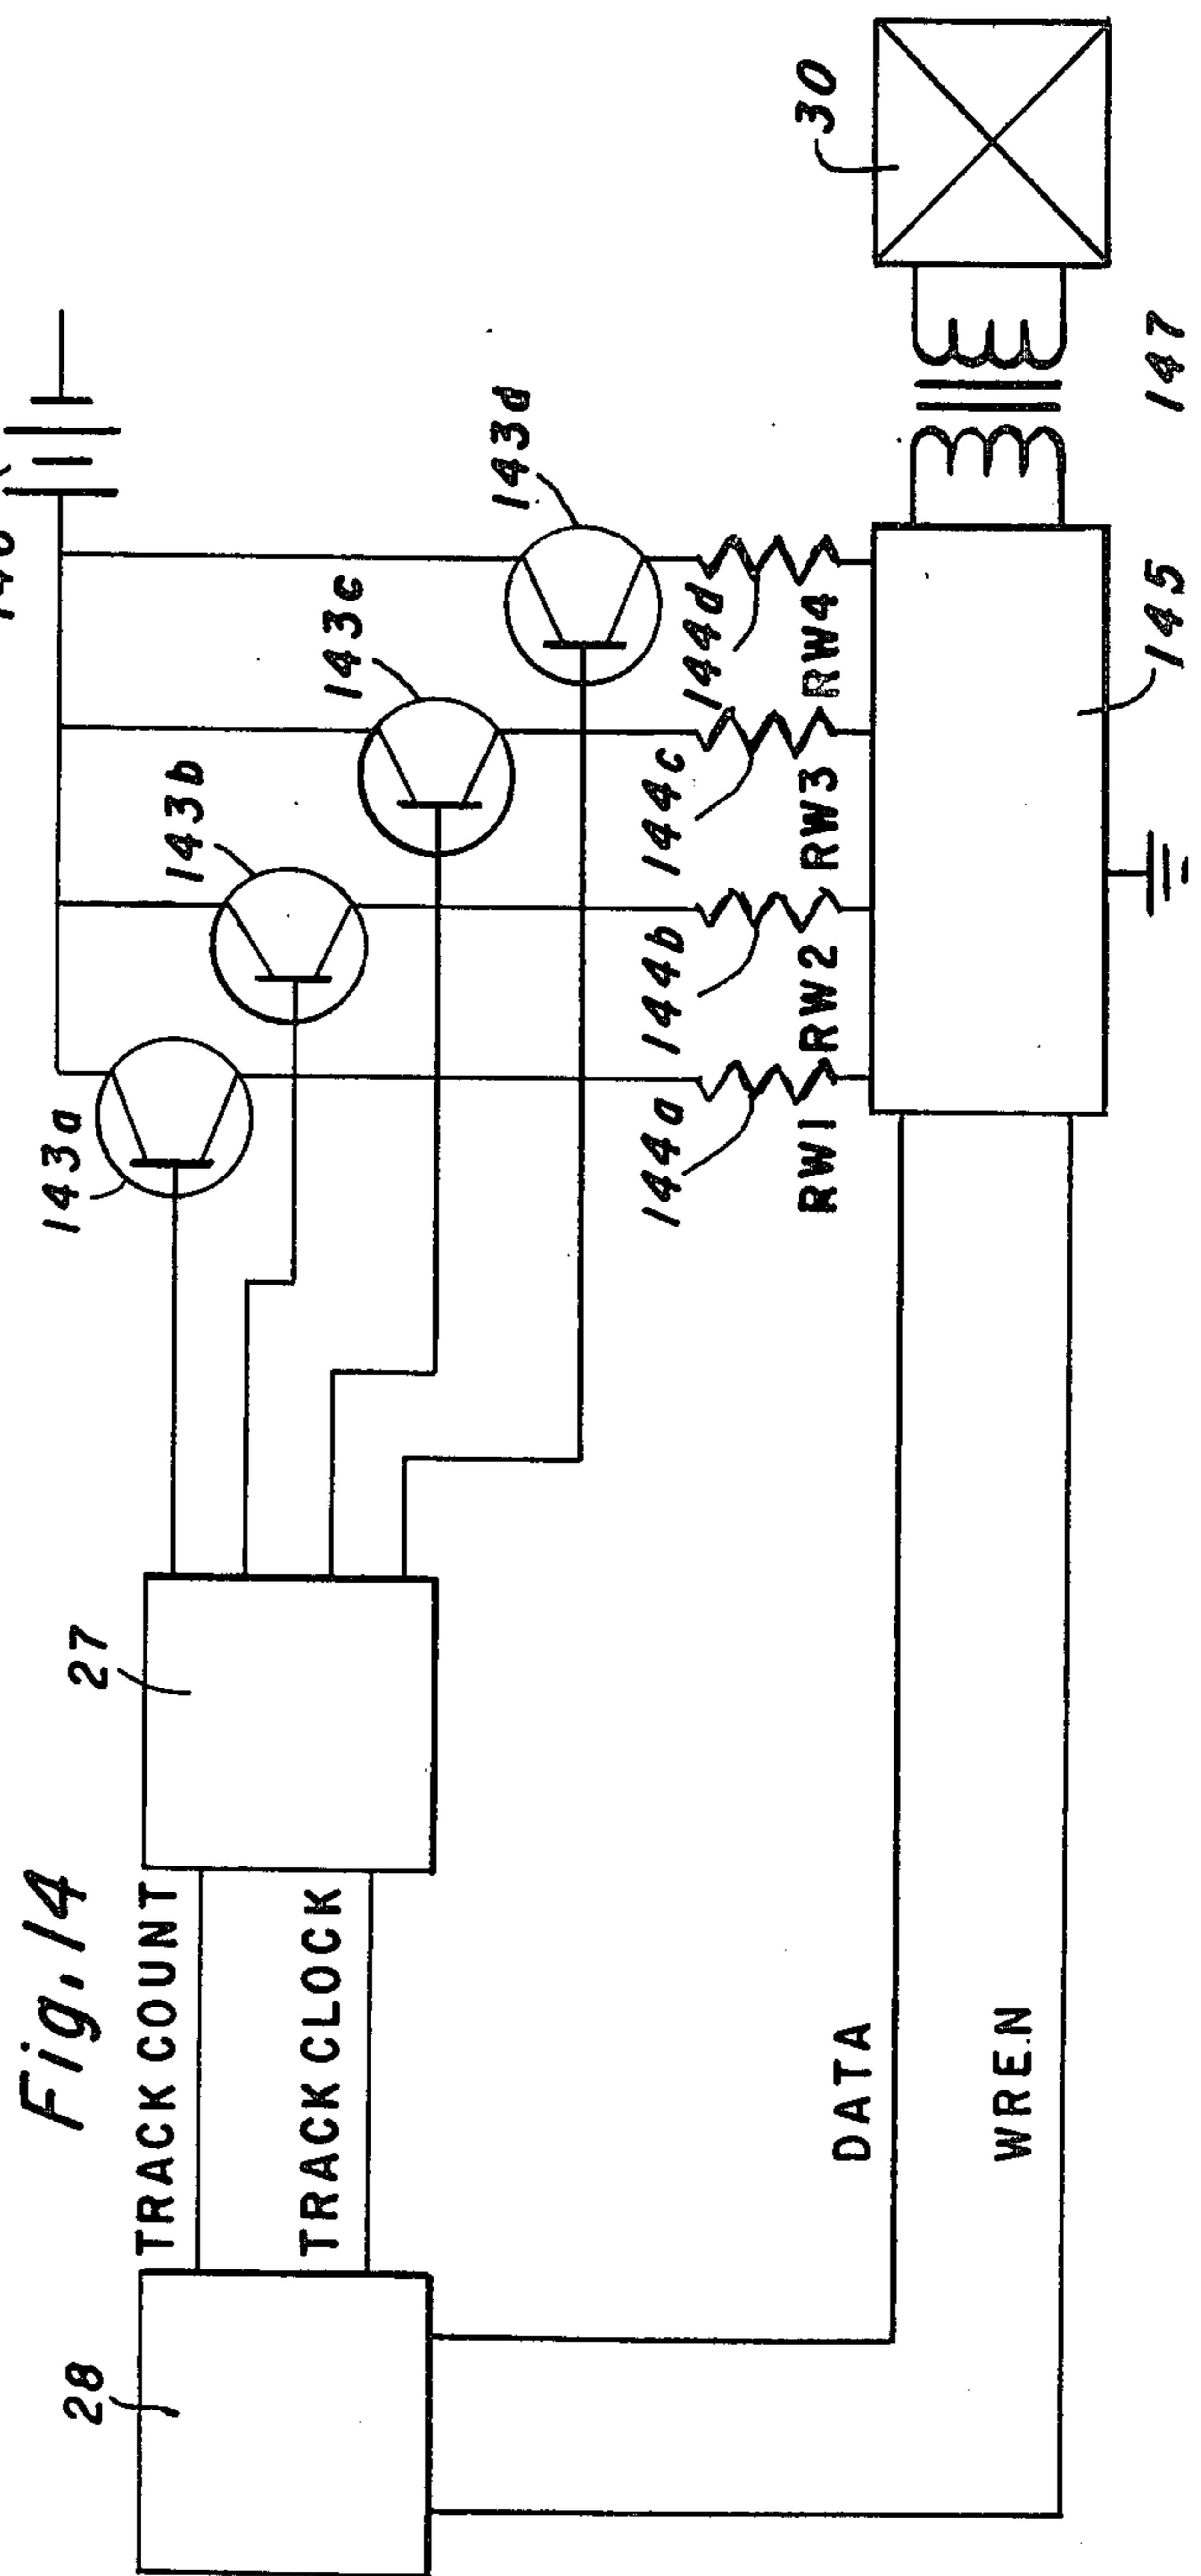 Fig. 14
28
TRACK COUNT
TRACK CLOCK
27
143a
143b
143c
143d
144a
144b
144c
144d
RW1
RW2
RW3
RW4
DATA
WREN
145
147
30